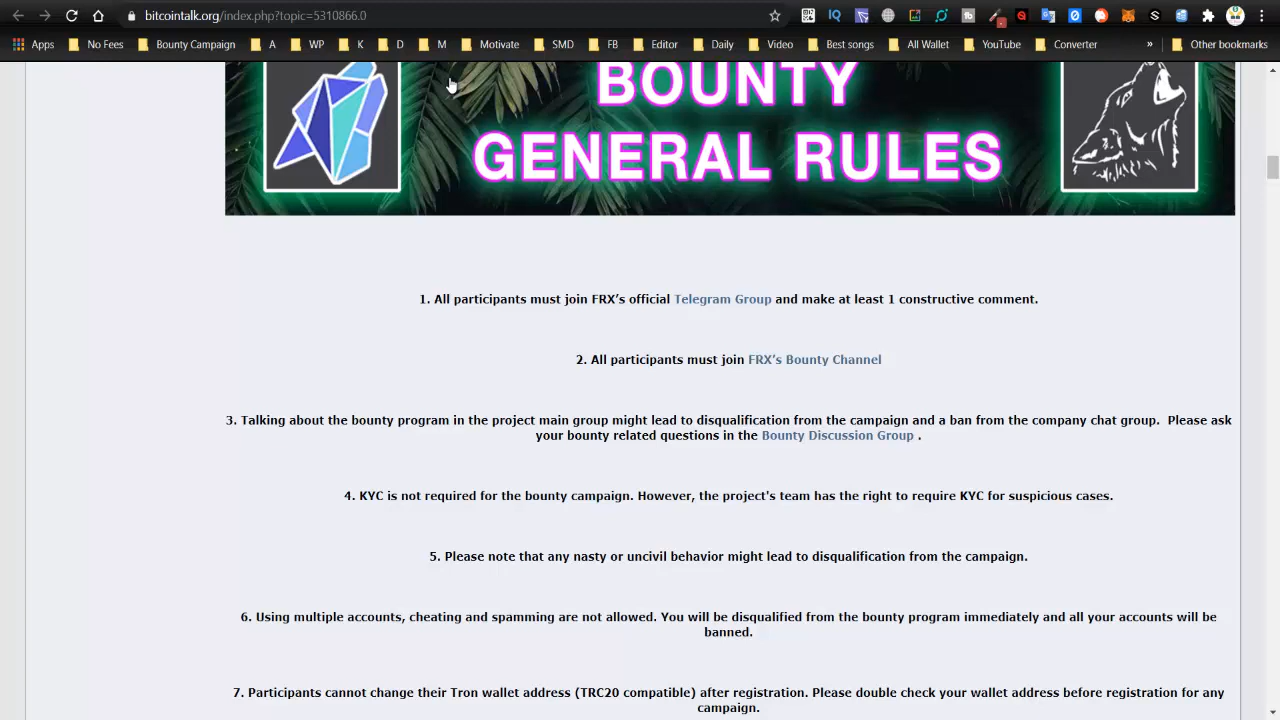 bitcointalk.org/index.php?topic=5310866.0
Apps No Fees Bounty Campaign A WP K D M Motivate SMD FB Editor Daily Video Best songs All Wallet YouTube Converter » Other bookmarks
BOUNTY
GENERAL RULES
1. All participants must join FRX’s official Telegram Group and make at least 1 constructive comment.
2. All participants must join FRX’s Bounty Channel
3. Talking about the bounty program in the project main group might lead to disqualification from the campaign and a ban from the company chat group. Please ask
your bounty related questions in the Bounty Discussion Group .
4. KYC is not required for the bounty campaign. However, the project's team has the right to require KYC for suspicious cases.
5. Please note that any nasty or uncivil behavior might lead to disqualification from the campaign.
6. Using multiple accounts, cheating and spamming are not allowed. You will be disqualified from the bounty program immediately and all your accounts will be
banned.
7. Participants cannot change their Tron wallet address (TRC20 compatible) after registration. Please double check your wallet address before registration for any
campaign.